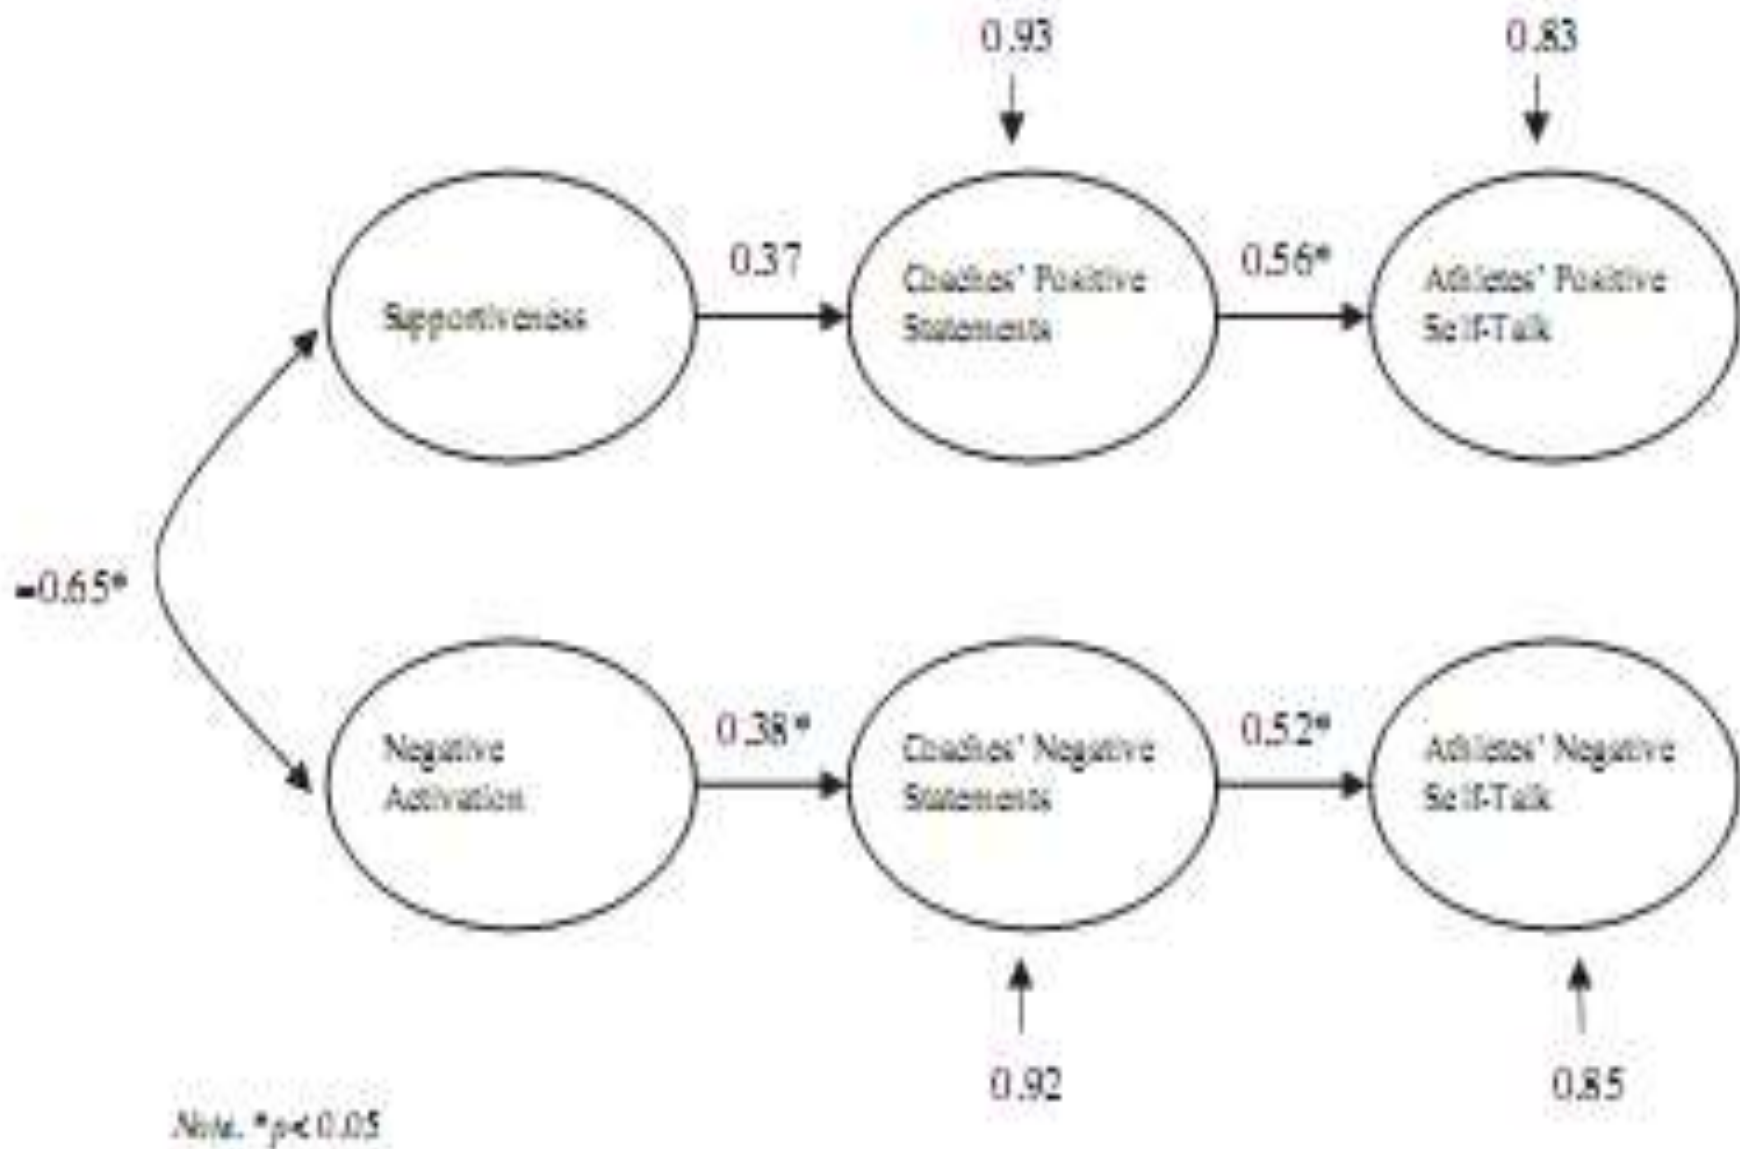 0.93
0.83
0.37
0.56*
Supportiveness
Coaches' Positive
Statements
Athletes' Positive
Self-Talk
-0.65*
0.38*
0.52*
Negative
Activation
Coaches' Negative
Statements
Athletes' Negative
Self-Talk
0.92
0.85
Note. *p<0.05